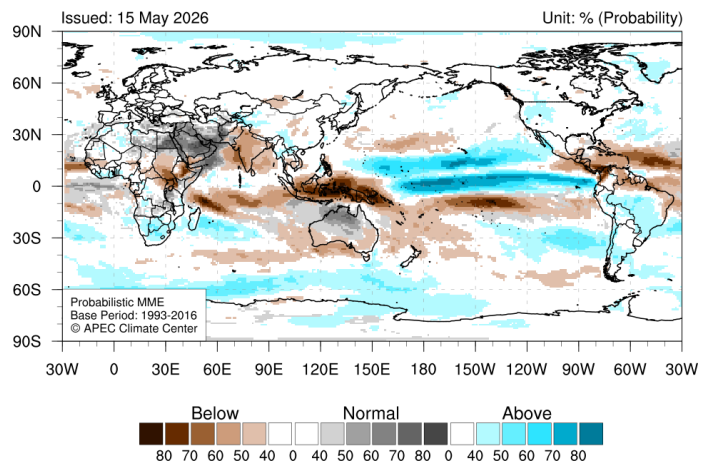 Issued: 15 May 2026 Unit: % (Probability)
90N
60N
30N
0
30S
60S
90S
Probabilistic MME
Base Period: 1993-2016
© APEC Climate Center
30W 0 30E 60E 90E 120E 150E 180 150W 120W 90W 60W 30W
Below Normal Above
80 70 60 50 40 0 40 50 60 70 80 0 40 50 60 70 80